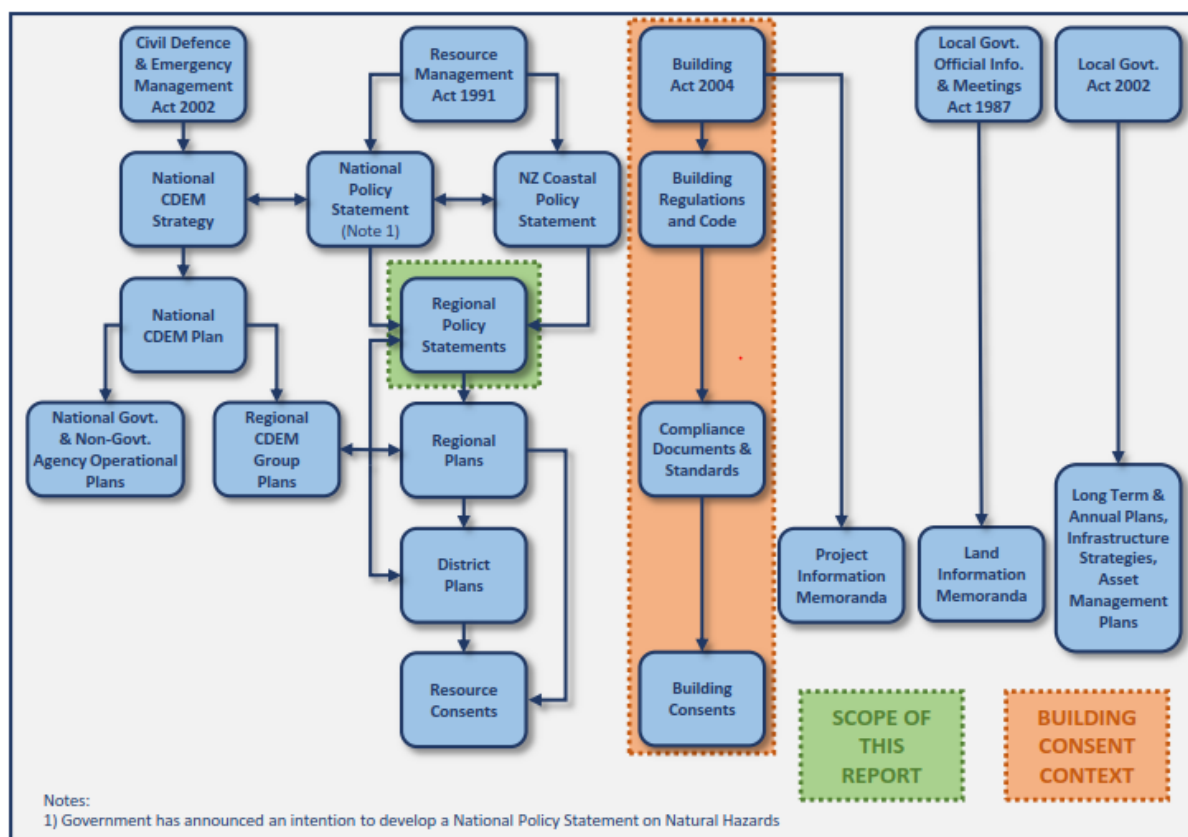 Civil Defence
& Emergency
Management
Act 2002
Resource
Management
Act 1991
Building
Act 2004
Local Govt.
Official Info.
& Meetings
Act 1987
Local Govt.
Act 2002
National
CDEM
Strategy
National
Policy
Statement
(Note 1)
NZ Coastal
Policy
Statement
Building
Regulations
and Code
National
CDEM Plan
Regional
Policy
Statements
National Govt.
& Non-Govt.
Agency Operational
Plans
Regional
CDEM
Group
Plans
Regional
Plans
Compliance
Documents &
Standards
District
Plans
Project
Information
Memoranda
Land
Information
Memoranda
Long Term &
Annual Plans,
Infrastructure
Strategies,
Asset
Management
Plans
Resource
Consents
Building
Consents
SCOPE OF
THIS
REPORT
BUILDING
CONSENT
CONTEXT
Notes:
1) Government has announced an intention to develop a National Policy Statement on Natural Hazards